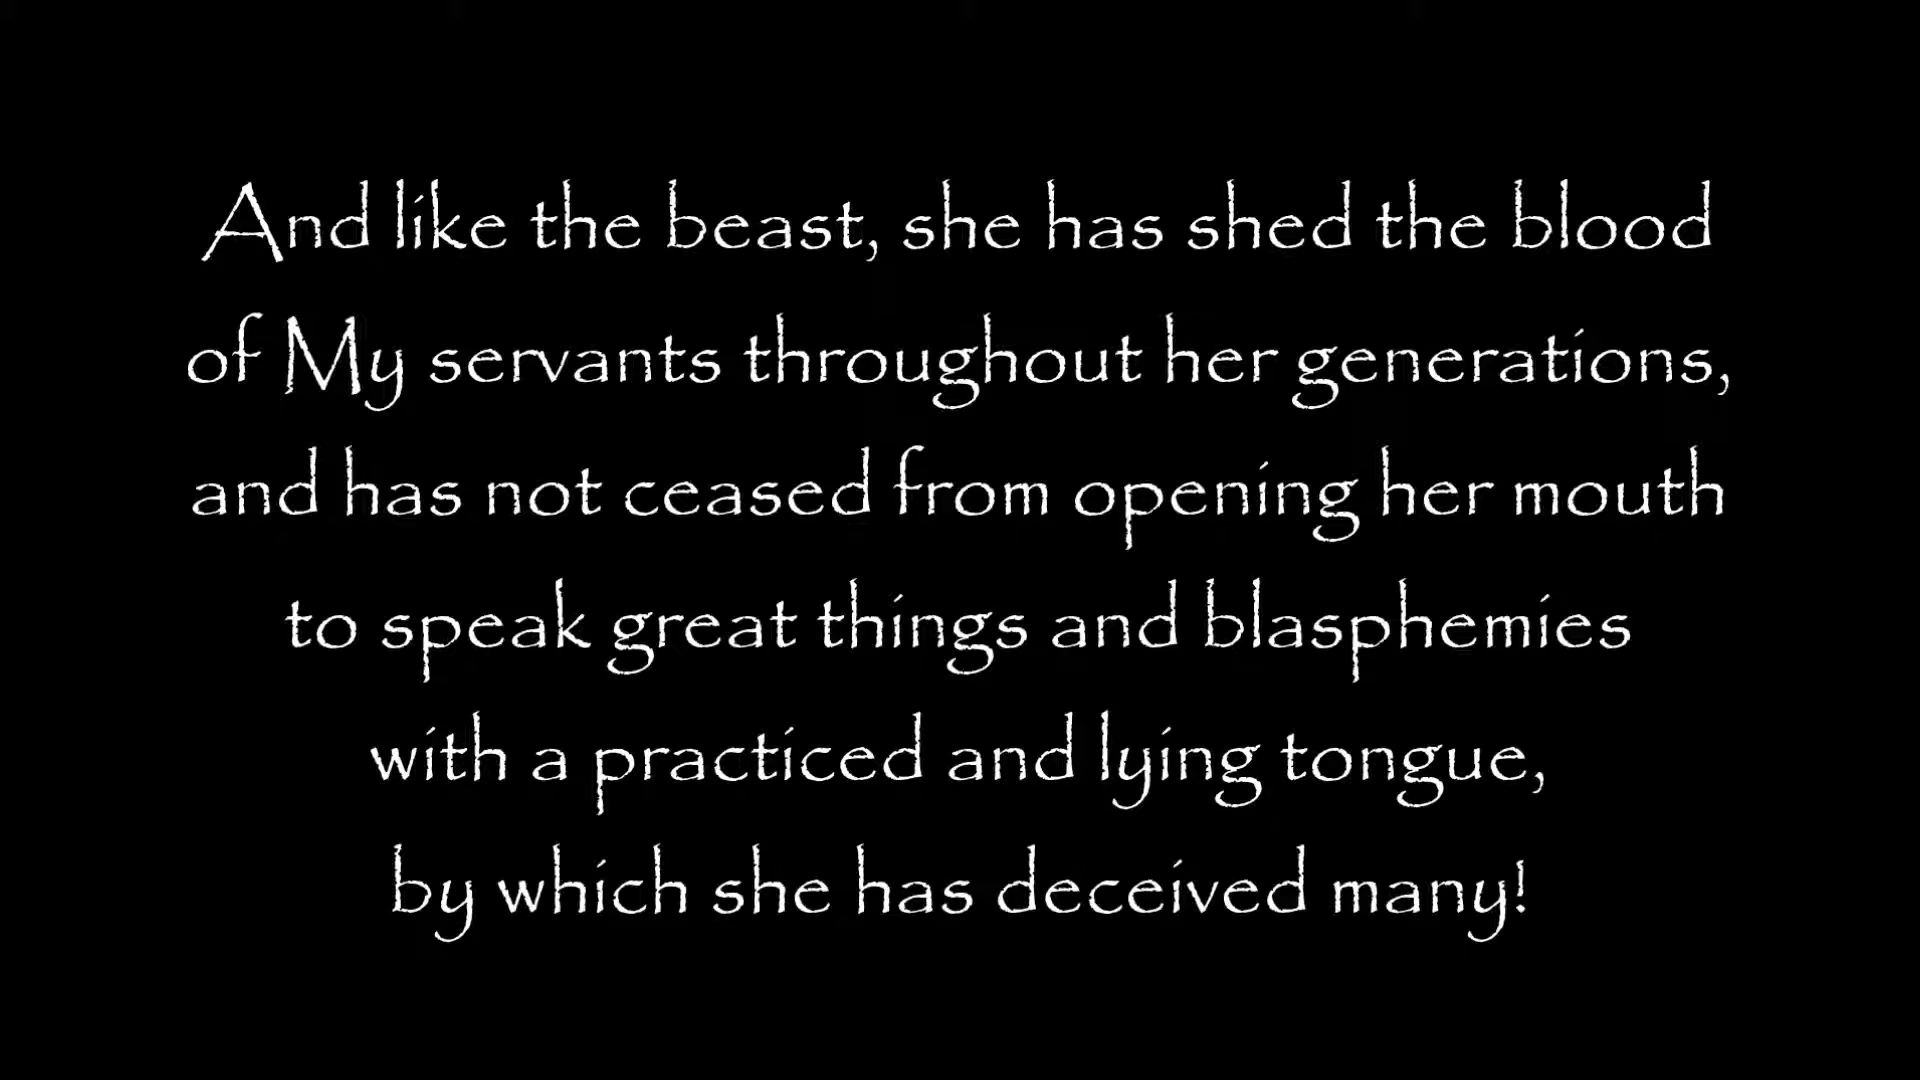 And like the beast, she has shed the blood
of My servants throughout her generations,
and has not ceased from opening her mouth
to speak great things and blasphemies
with a practiced and lying tongue,
by which she has deceived many!